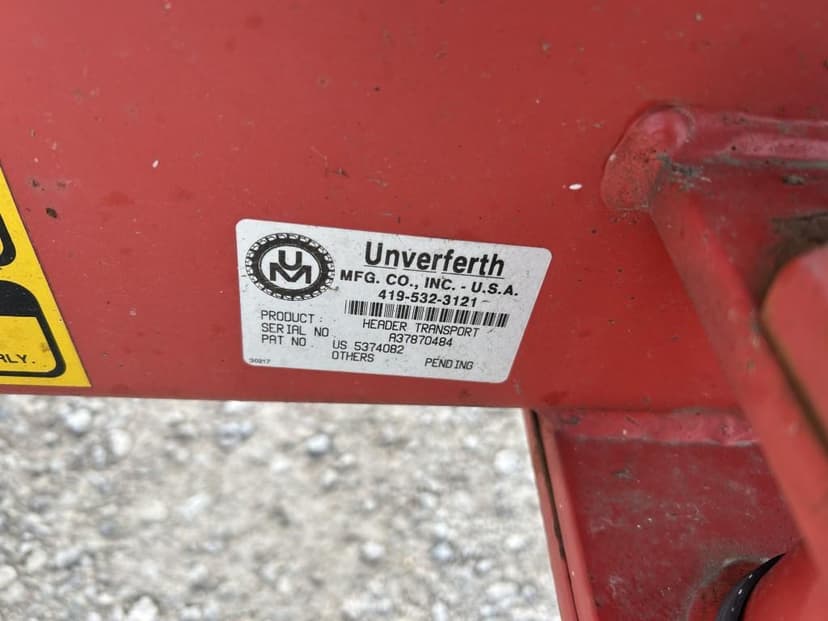 UM
Unverferth
MFG. CO., INC. - U.S.A.
419-532-3121
PRODUCT: HEADER TRANSPORT
SERIAL NO A37870484
PAT NO US 5374082
OTHERS PENDING
30217
RLY.